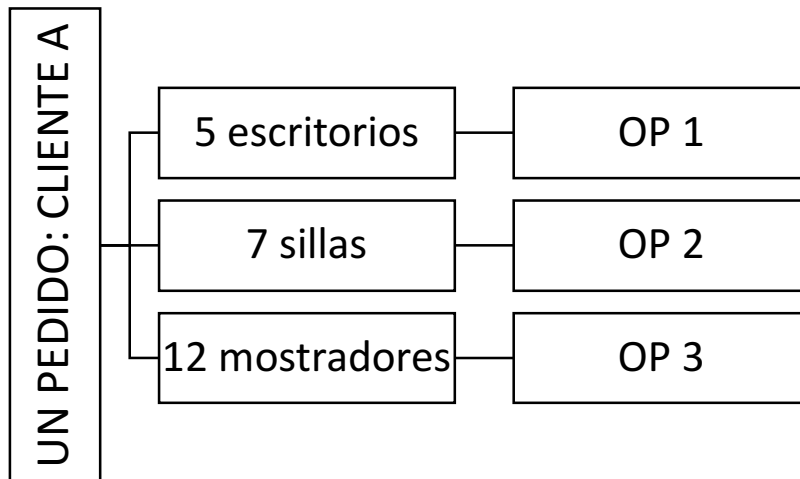 UN PEDIDO: CLIENTE A
5 escritorios
OP 1
7 sillas
OP 2
12 mostradores
OP 3